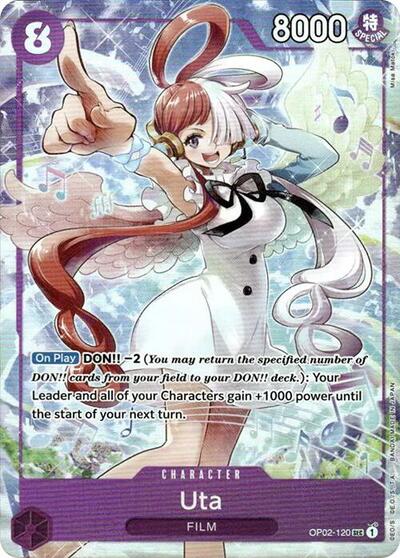 8
8000
特
SPECIAL
On Play DON!! −2 (You may return the specified number of
DON!! cards from your field to your DON!! deck.): Your
Leader and all of your Characters gain +1000 power until
the start of your next turn.
CHARACTER
Uta
FILM
OP02-120 SEC 1